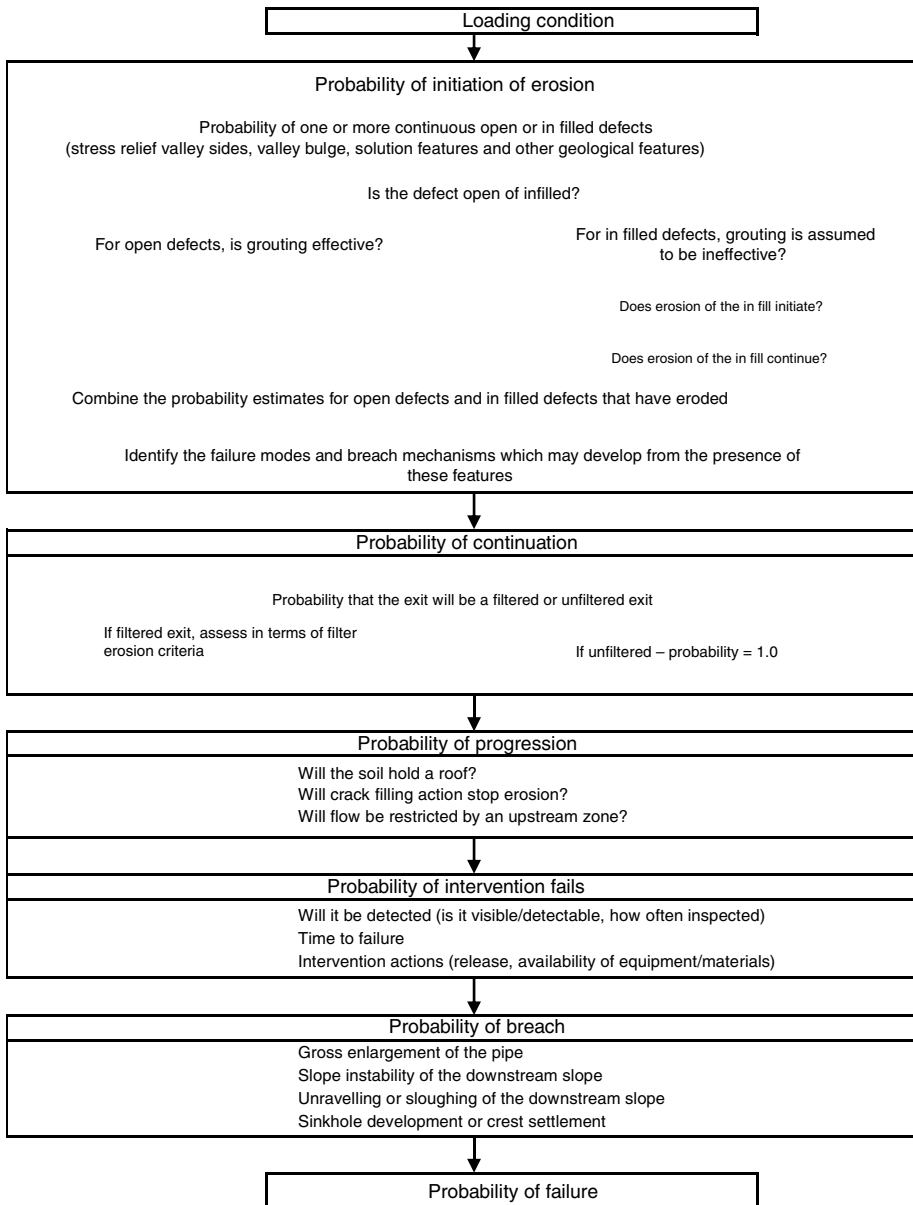 Loading condition
Probability of initiation of erosion
Probability of one or more continuous open or in filled defects
(stress relief valley sides, valley bulge, solution features and other geological features)
Is the defect open of infilled?
For open defects, is grouting effective?
For in filled defects, grouting is assumed
to be ineffective?
Does erosion of the in fill initiate?
Does erosion of the in fill continue?
Combine the probability estimates for open defects and in filled defects that have eroded
Identify the failure modes and breach mechanisms which may develop from the presence of
these features
Probability of continuation
Probability that the exit will be a filtered or unfiltered exit
If filtered exit, assess in terms of filter
erosion criteria
If unfiltered – probability = 1.0
Probability of progression
Will the soil hold a roof?
Will crack filling action stop erosion?
Will flow be restricted by an upstream zone?
Probability of intervention fails
Will it be detected (is it visible/detectable, how often inspected)
Time to failure
Intervention actions (release, availability of equipment/materials)
Probability of breach
Gross enlargement of the pipe
Slope instability of the downstream slope
Unravelling or sloughing of the downstream slope
Sinkhole development or crest settlement
Probability of failure